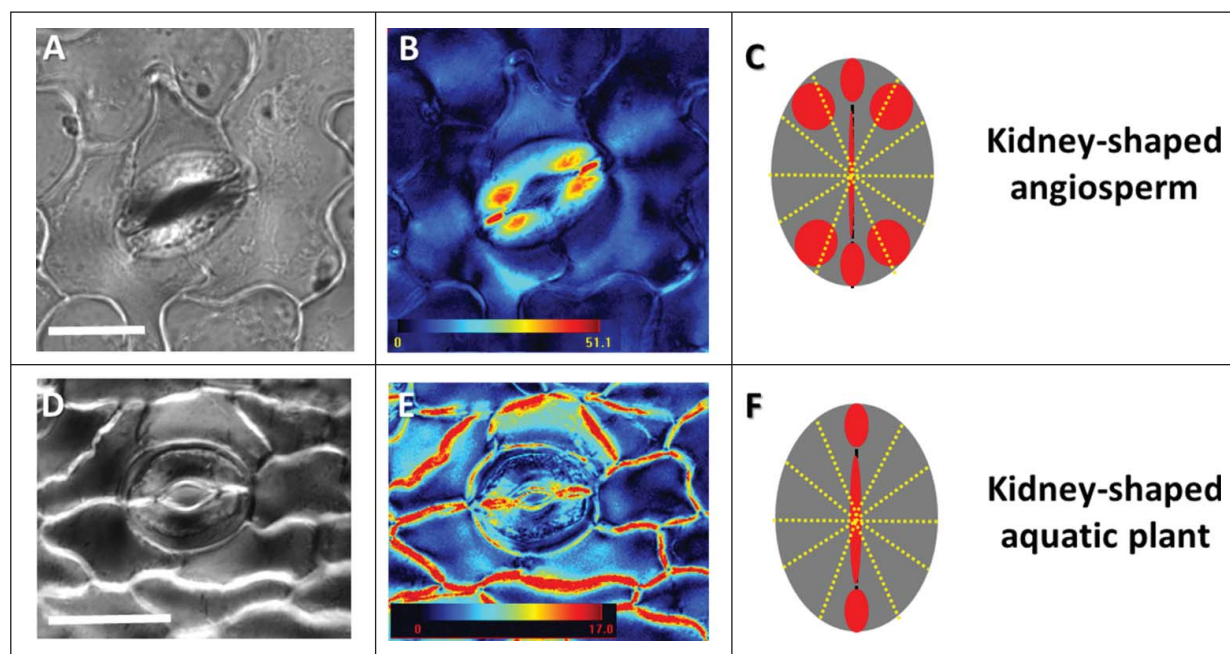 A
B
0
51.1
C
Kidney-shaped
angiosperm
D
E
0
17.0
F
Kidney-shaped
aquatic plant